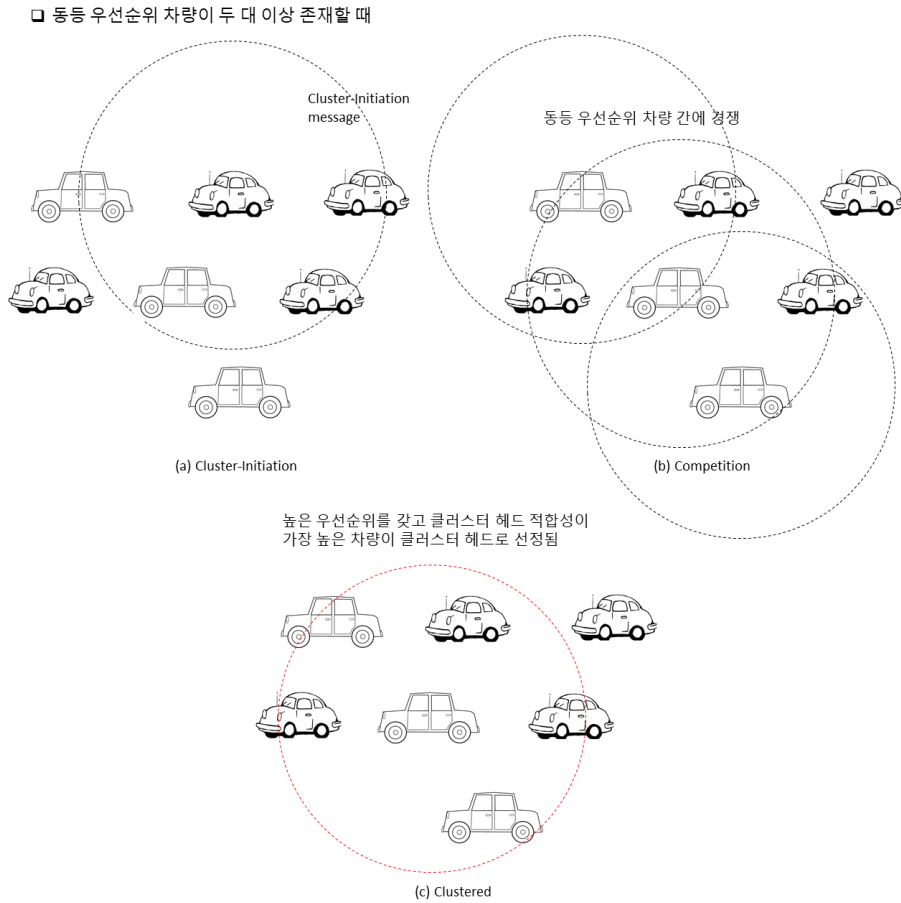 ❑ 동등 우선순위 차량이 두 대 이상 존재할 때
Cluster-Initiation
message
동등 우선순위 차량 간에 경쟁
(a) Cluster-Initiation
(b) Competition
높은 우선순위를 갖고 클러스터 헤드 적합성이
가장 높은 차량이 클러스터 헤드로 선정됨
(c) Clustered